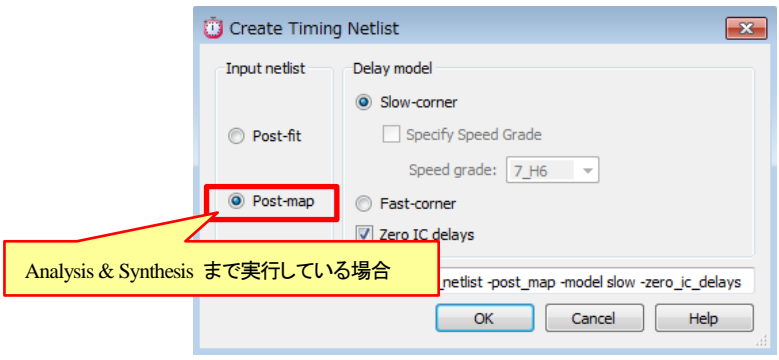 Create Timing Netlist
Input netlist
Delay model
Slow-corner
Specify Speed Grade
Post-fit
Speed grade: 7_H6
Post-map
Fast-corner
Zero IC delays
Analysis & Synthesis まで実行している場合
_netlist -post_map -model slow -zero_ic_delays
OK Cancel Help